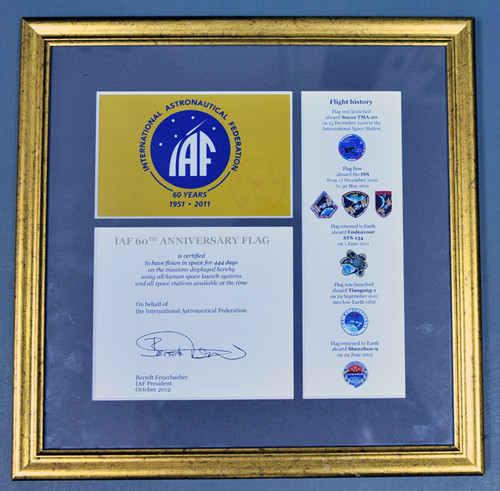 INTERNATIONAL ASTRONAUTICAL FEDERATION
IAF
60 YEARS
1951 • 2011
IAF 60TH ANNIVERSARY FLAG
is certified
to have flown in space for 444 days
on the missions displayed hereby
using all human space launch systems
and all space stations available at the time
On behalf of
the International Astronautical Federation
Berndt Feuerbacher
IAF President
October 2012
Flight history
Flag was launched
aboard Soyuz TMA-20
on 15 December 2010 to the
International Space Station
Flag flew
aboard the ISS
from 17 December 2010
to 30 May 2011
Flag returned to Earth
aboard Endeavour
STS-134
on 1 June 2011
Flag was launched
aboard Tiangong-1
on 29 September 2011
into low-Earth orbit
Flag returned to Earth
aboard Shenzhou-9
on 29 June 2012